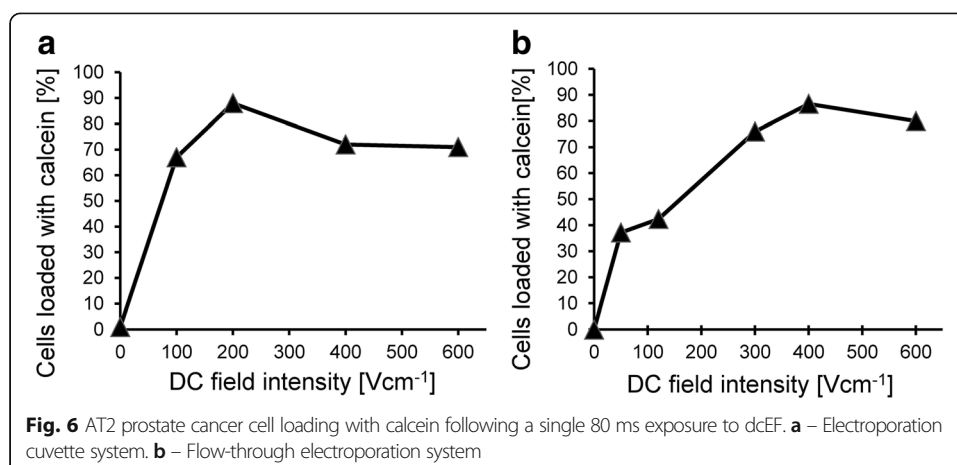 a
100
90
80
70
60
50
40
30
20
10
0
Cells loaded with calcein [%]
0 100 200 300 400 500 600
DC field intensity [Vcm-1]
b
100
90
80
70
60
50
40
30
20
10
0
Cells loaded with calcein[%]
0 100 200 300 400 500 600
DC field intensity [Vcm-1]
Fig. 6 AT2 prostate cancer cell loading with calcein following a single 80 ms exposure to dcEF. a – Electroporation
cuvette system. b – Flow-through electroporation system